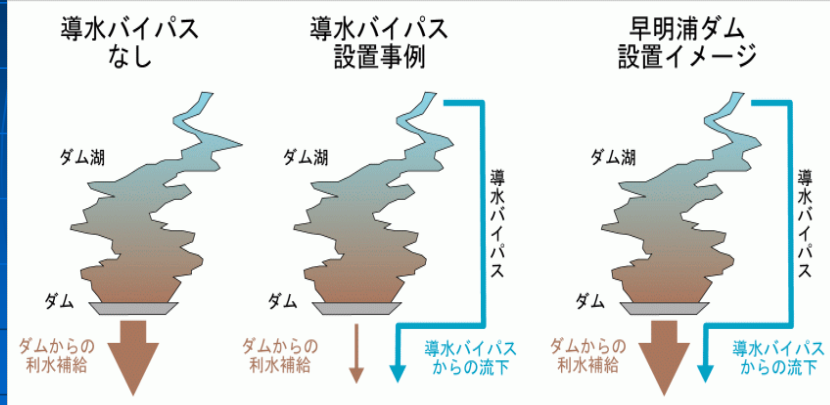 導水バイパス
なし
ダム湖
ダム
ダムからの
利水補給
導水バイパス
設置事例
ダム湖
導水バイパス
ダム
ダムからの
利水補給
導水バイパス
からの流下
早明浦ダム
設置イメージ
ダム湖
導水バイパス
ダム
ダムからの
利水補給
導水バイパス
からの流下